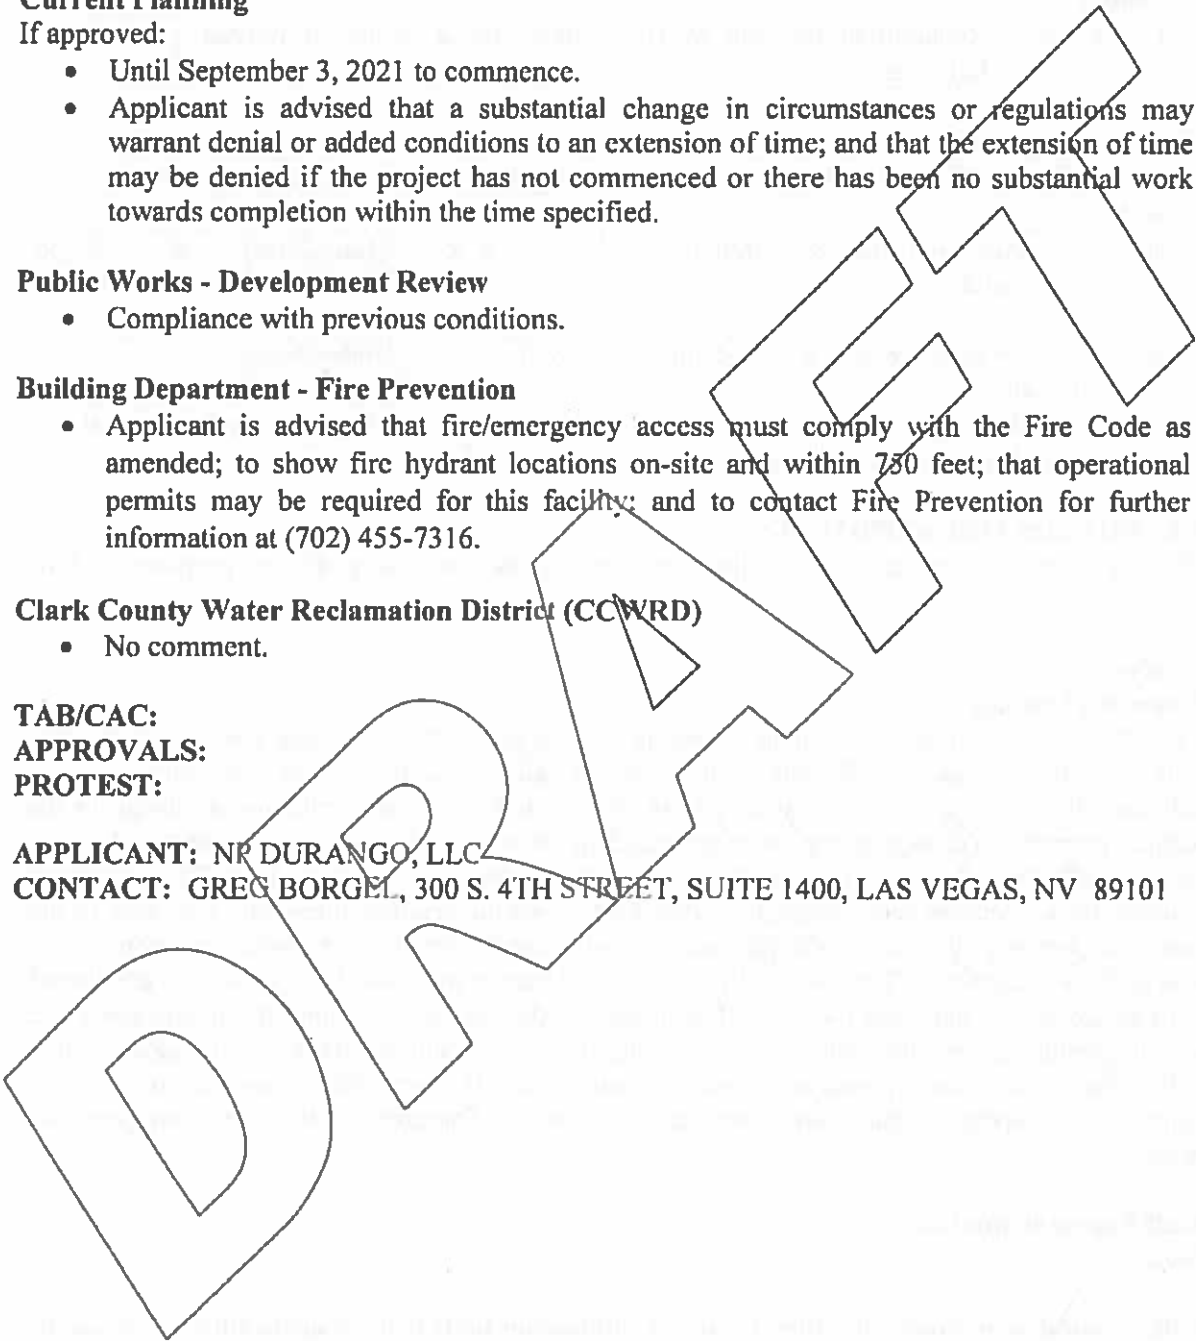 Current Planning
If approved:
• Until September 3, 2021 to commence.
• Applicant is advised that a substantial change in circumstances or regulations may
warrant denial or added conditions to an extension of time; and that the extension of time
may be denied if the project has not commenced or there has been no substantial work
towards completion within the time specified.
Public Works - Development Review
• Compliance with previous conditions.
Building Department - Fire Prevention
• Applicant is advised that fire/emergency access must comply with the Fire Code as
amended; to show fire hydrant locations on-site and within 750 feet; that operational
permits may be required for this facility; and to contact Fire Prevention for further
information at (702) 455-7316.
Clark County Water Reclamation District (CCWRD)
• No comment.
TAB/CAC:
APPROVALS:
PROTEST:
APPLICANT: NP DURANGO, LLC
CONTACT: GREG BORGEL, 300 S. 4TH STREET, SUITE 1400, LAS VEGAS, NV 89101
DRAFT